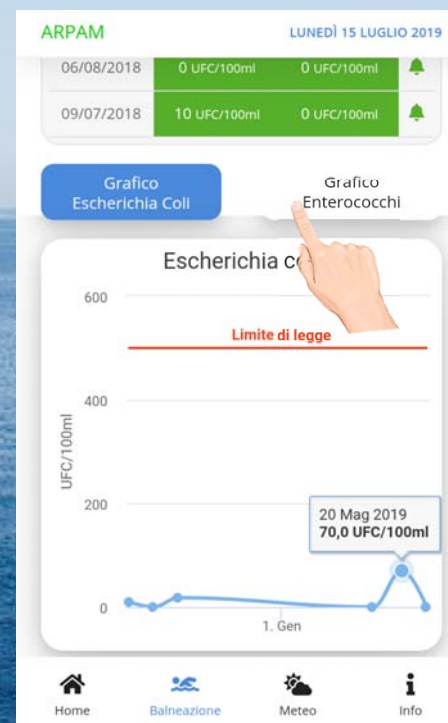 ARPAM LUNEDÌ 15 LUGLIO 2019
06/08/2018 0 UFC/100ml 0 UFC/100ml
09/07/2018 10 UFC/100ml 0 UFC/100ml
Grafico
Escherichia Coli
Grafico
Enterococchi
Escherichia co
600
Limite di legge
400
UFC/100ml
200
20 Mag 2019
70,0 UFC/100ml
0
1. Gen
Home Balneazione Meteo Info